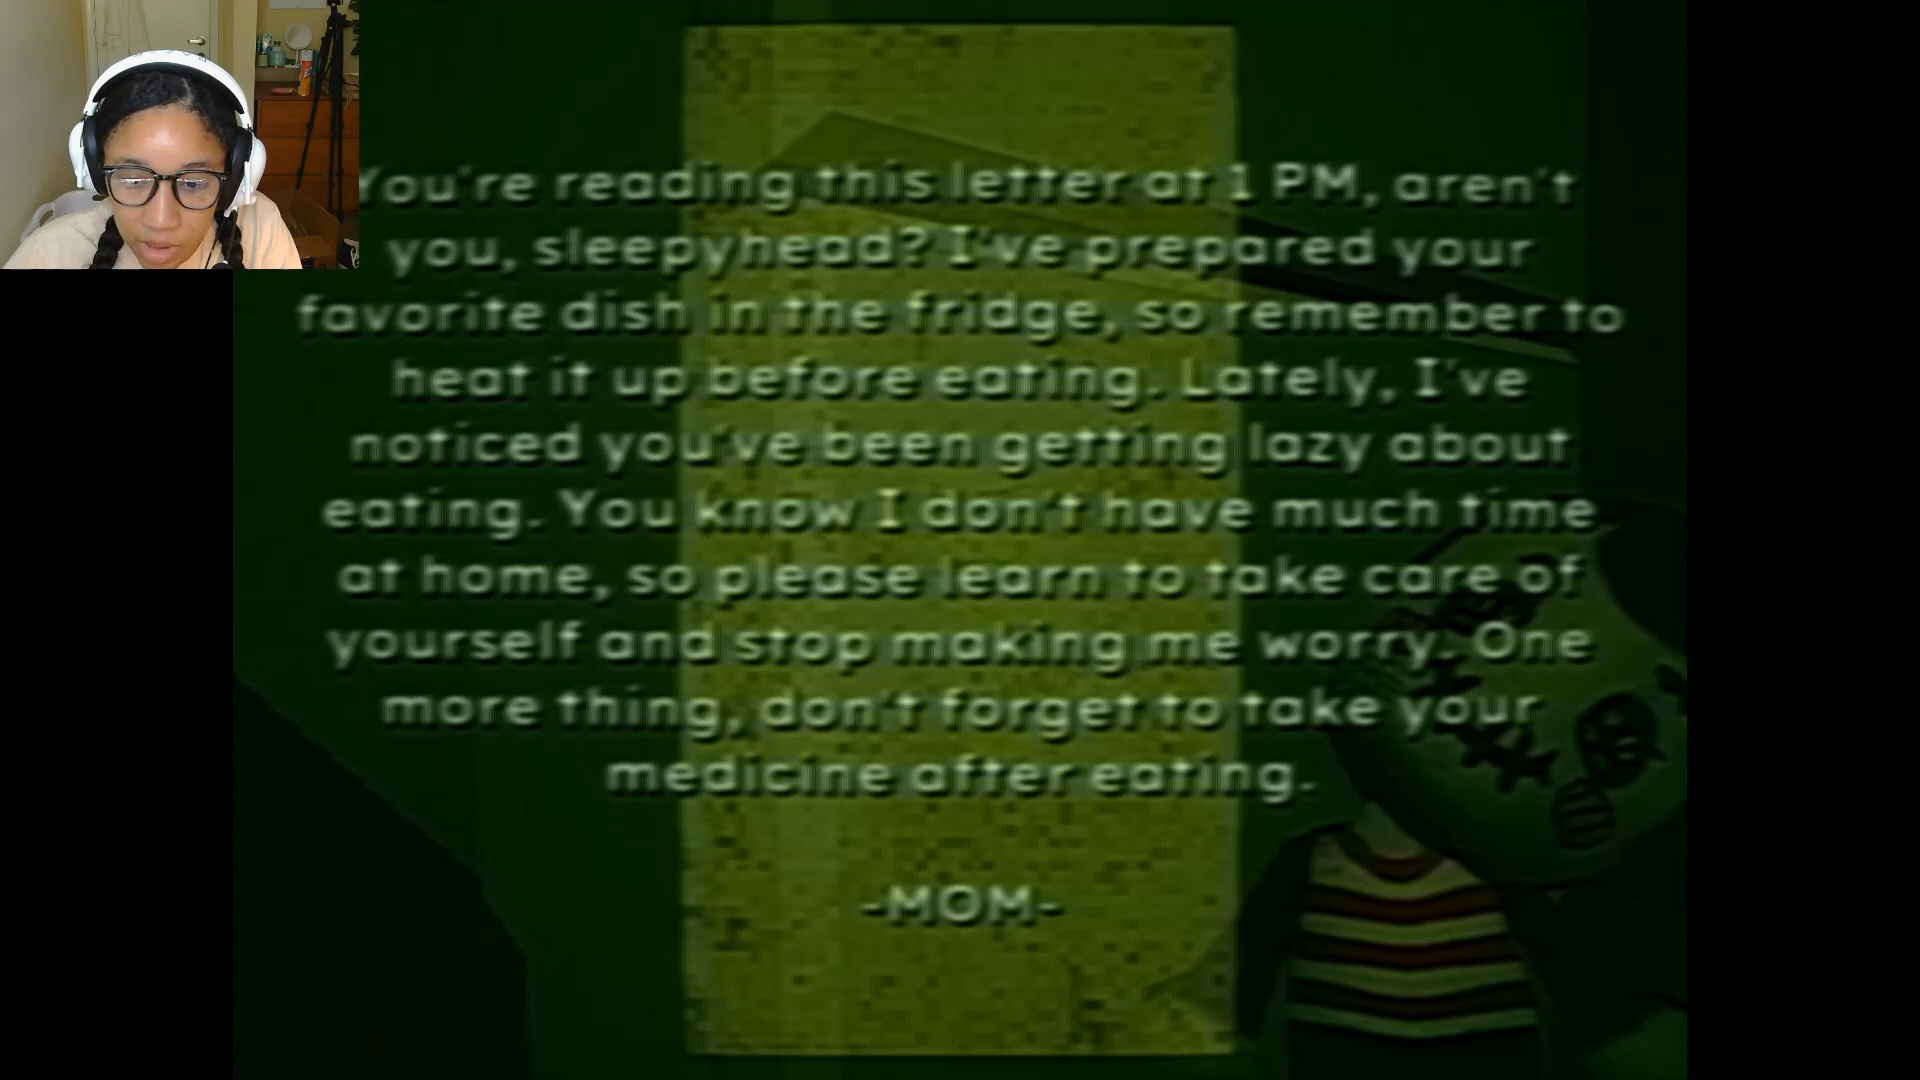 You're reading this letter at 1 PM, aren't
you, sleepyhead? I've prepared your
favorite dish in the fridge, so remember to
heat it up before eating. Lately, I've
noticed you've been getting lazy about
eating. You know I don't have much time
at home, so please learn to take care of
yourself and stop making me worry. One
more thing, don't forget to take your
medicine after eating.
-MOM-